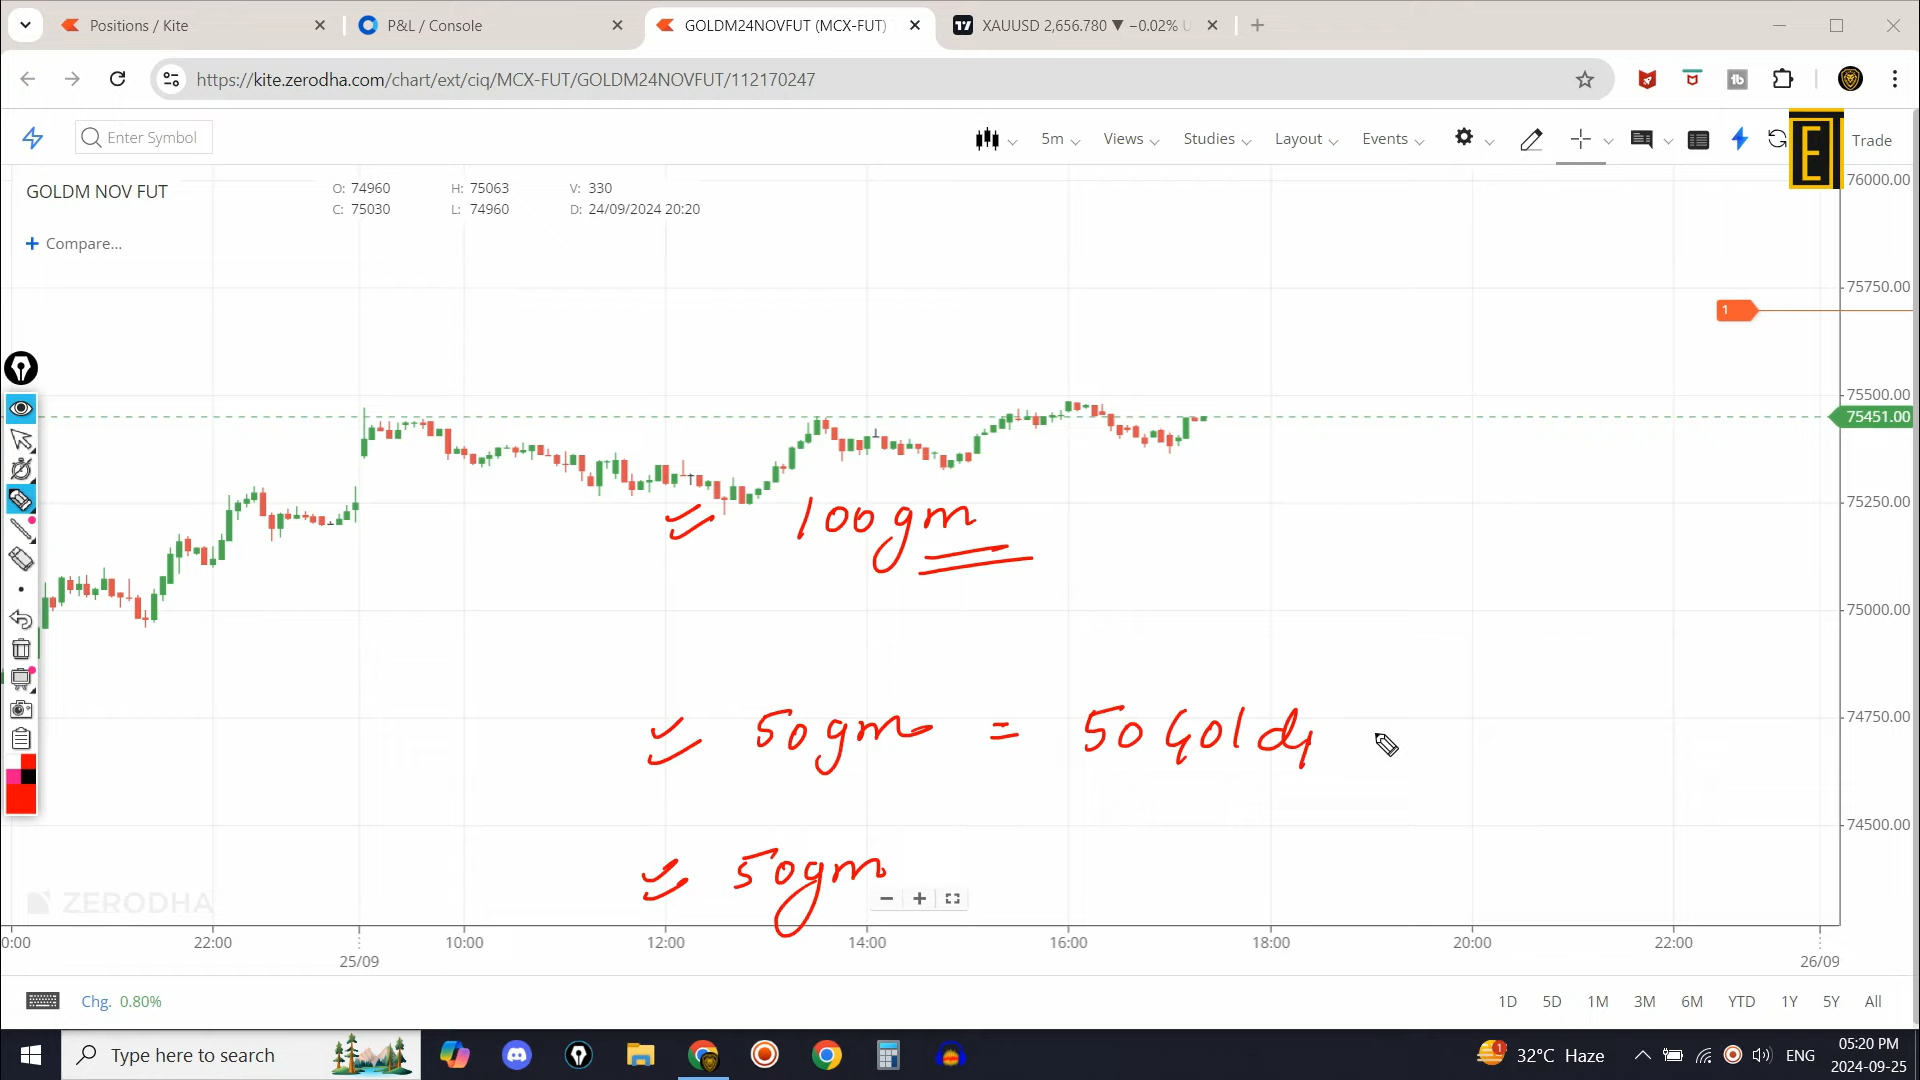 Positions / Kite
P&L / Console
GOLDM24NOVFUT (MCX-FUT)
XAUUSD 2,656.780 ▼ −0.02% U
https://kite.zerodha.com/chart/ext/ciq/MCX-FUT/GOLDM24NOVFUT/112170247
Enter Symbol
5m
Views
Studies
Layout
Events
E
Trade
GOLDM NOV FUT
O: 74960 H: 75063 V: 330
C: 75030 L: 74960 D: 24/09/2024 20:20
+ Compare...
76000.00
75750.00
1
75500.00
75451.00
75250.00
75000.00
74750.00
74500.00
100gm
50gm = 50 Gold
50gm
ZERODHA
0:00 22:00 10:00 12:00 14:00 16:00 18:00 20:00 22:00
25/09 26/09
Chg. 0.80%
1D 5D 1M 3M 6M YTD 1Y 5Y All
Type here to search
1
32°C Haze
ENG
05:20 PM
2024-09-25